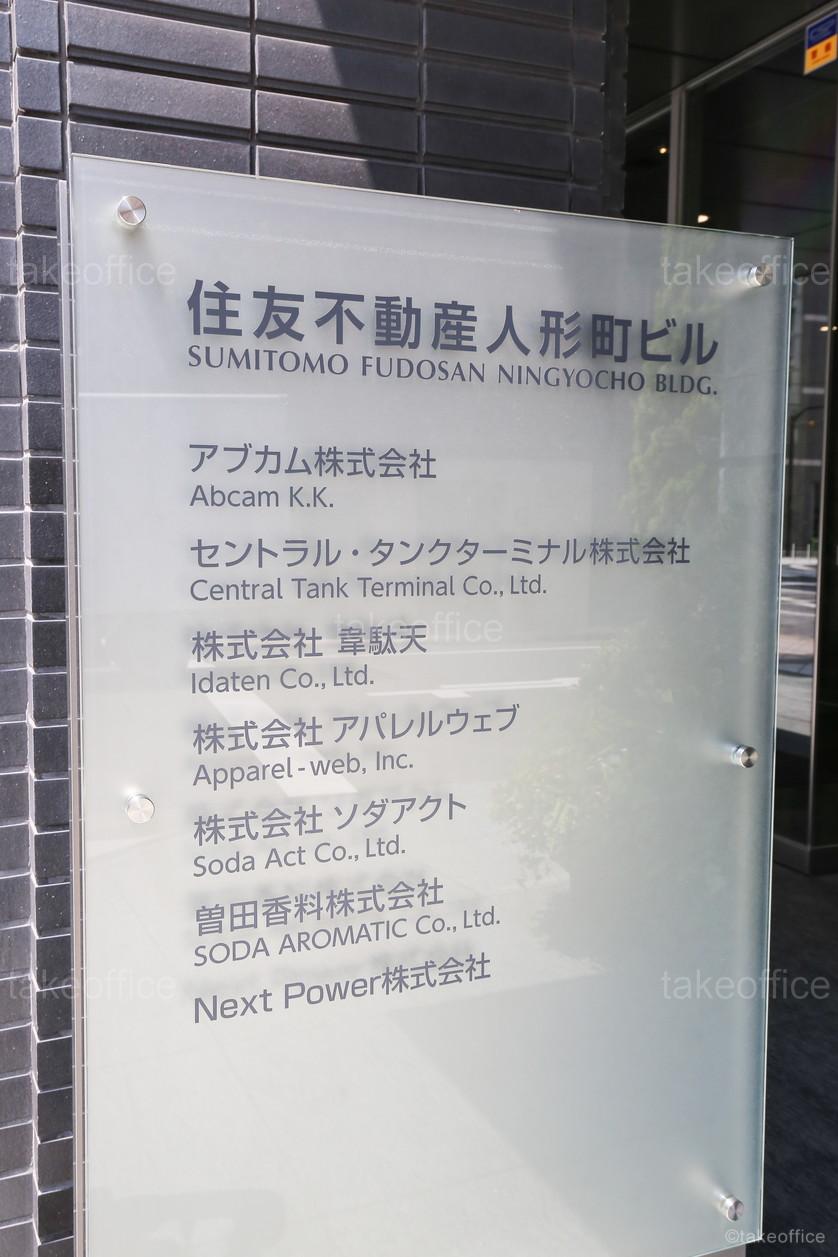 住友不動産人形町ビル
SUMITOMO FUDOSAN NINGYOCHO BLDG.
アブカム株式会社
Abcam K.K.
セントラル・タンクターミナル株式会社
Central Tank Terminal Co., Ltd.
株式会社 韋駄天
Idaten Co., Ltd.
株式会社 アパレルウェブ
Apparel-web, Inc.
株式会社 ソダアクト
Soda Act Co., Ltd.
曽田香料株式会社
SODA AROMATIC Co., Ltd.
Next Power株式会社
takeoffice
takeoffice
takeoffice
takeoffice
takeoffice
©takeoffice